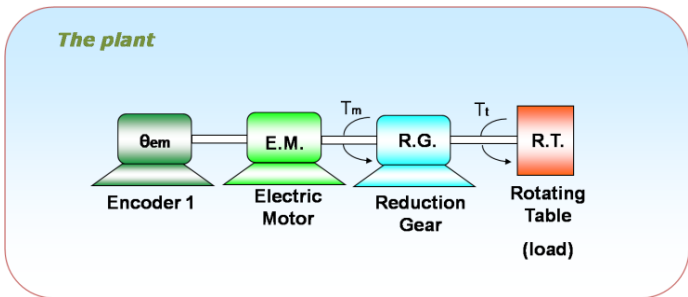 The plant
Tm
Tt
θem
E.M.
R.G.
R.T.
Encoder 1
Electric
Motor
Reduction
Gear
Rotating
Table
(load)